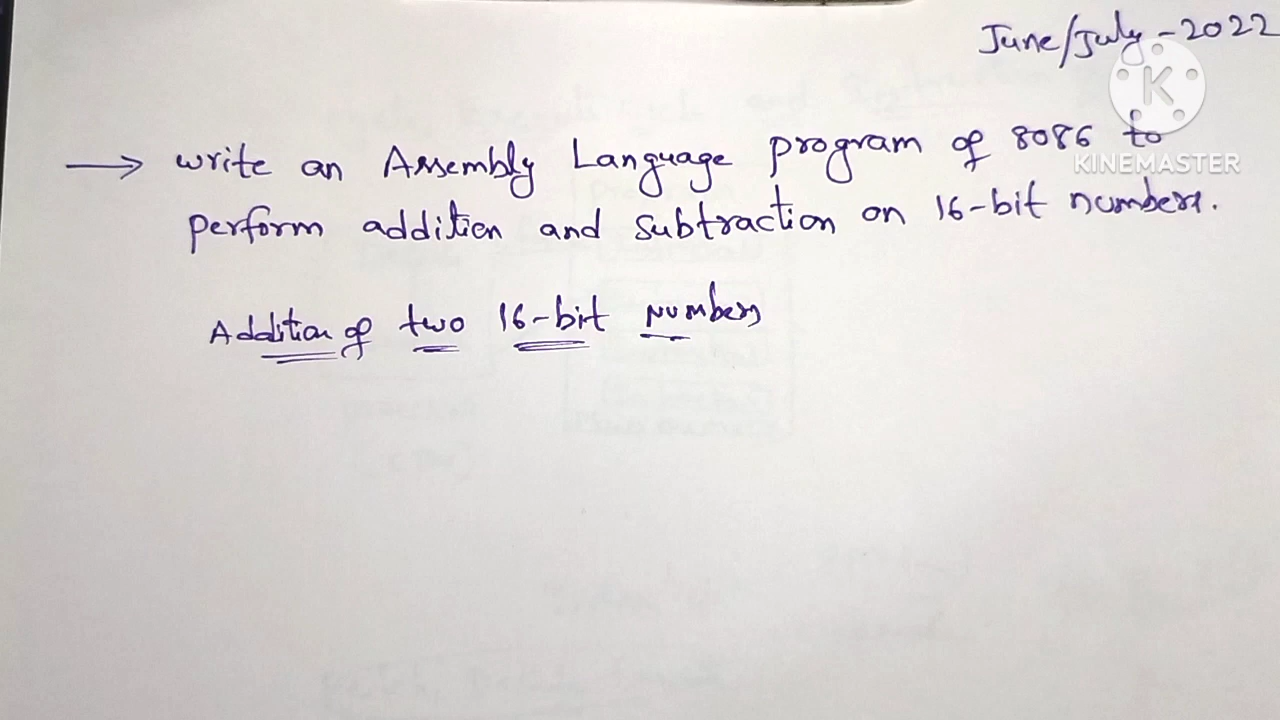 June/July-2022
K
KINEMASTER
→ write an Assembly Language program of 8086 to
perform addition and subtraction on 16-bit numbers.
Addition of two 16-bit numbers